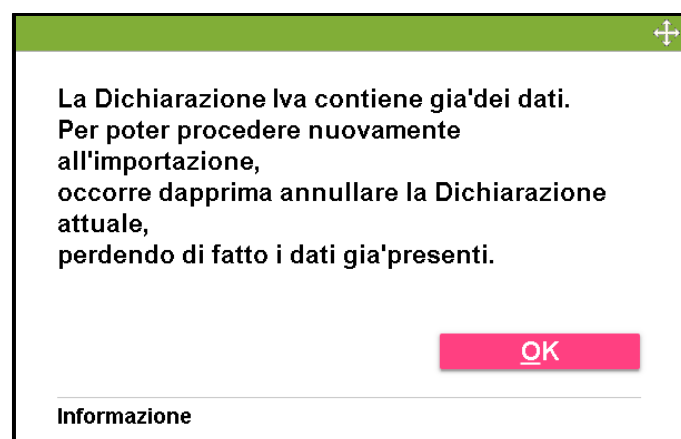 La Dichiarazione Iva contiene gia'dei dati.
Per poter procedere nuovamente
all'importazione,
occorre dapprima annullare la Dichiarazione
attuale,
perdendo di fatto i dati gia'presenti.
OK
Informazione